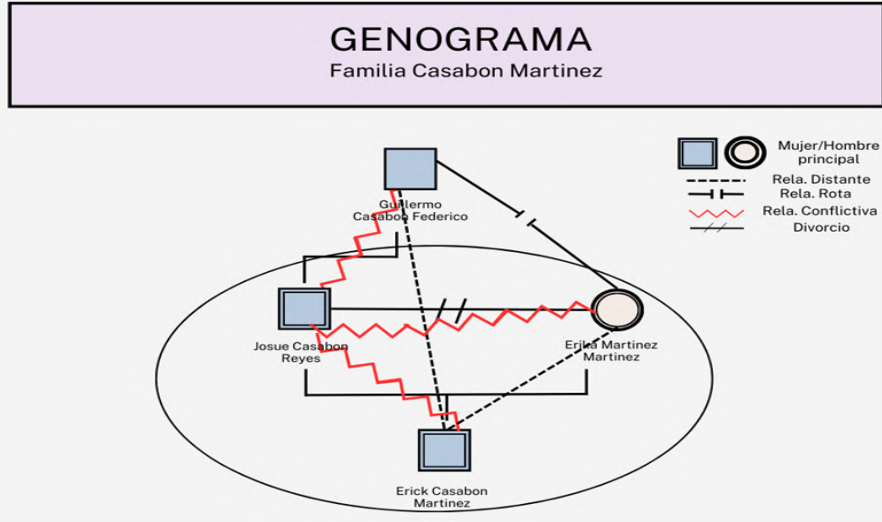 GENOGRAMA
Familia Casabon Martinez
Mujer/Hombre
principal
Rela. Distante
Rela. Rota
Rela. Conflictiva
Divorcio
Guillermo
Casabon Federico
Josue Casabon
Reyes
Erika Martinez
Martinez
Erick Casabon
Martinez